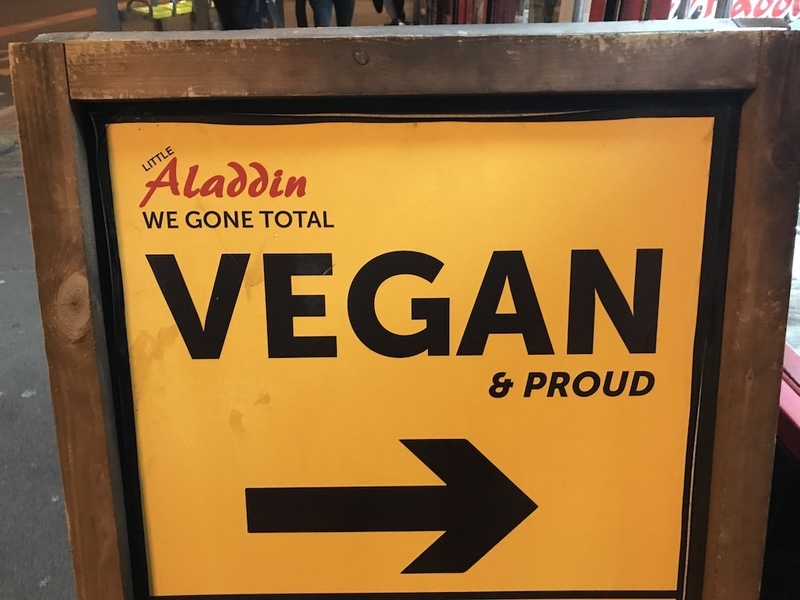 LITTLE
Aladdin
WE GONE TOTAL
VEGAN
& PROUD